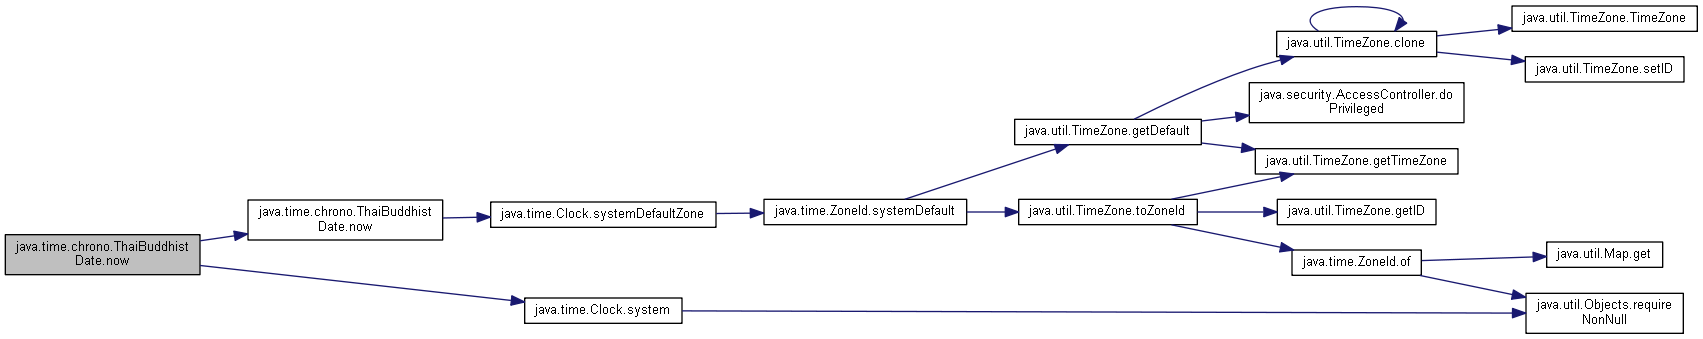 java.util.TimeZone.TimeZone
java.util.TimeZone.clone
java.util.TimeZone.setID
java.security.AccessController.do
Privileged
java.util.TimeZone.getDefault
java.util.TimeZone.getTimeZone
java.time.chrono.ThaiBuddhist
Date.now
java.time.Clock.systemDefaultZone
java.time.ZoneId.systemDefault
java.util.TimeZone.toZoneId
java.util.TimeZone.getID
java.time.chrono.ThaiBuddhist
Date.now
java.time.ZoneId.of
java.util.Map.get
java.time.Clock.system
java.util.Objects.require
NonNull